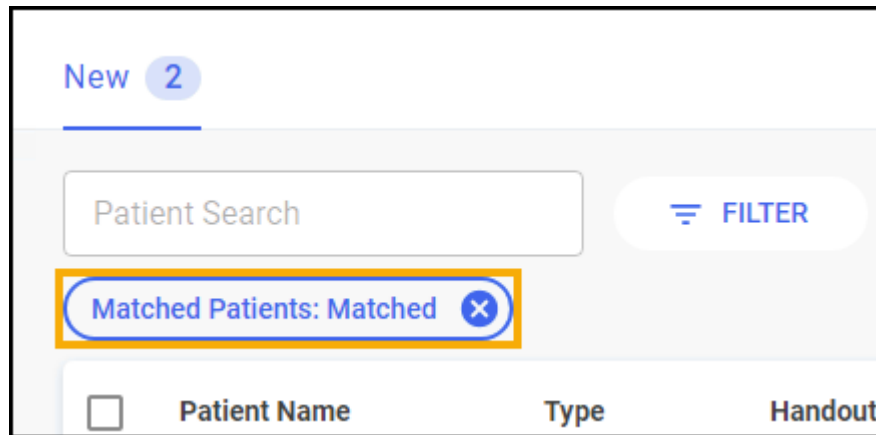 New 2
Patient Search
FILTER
Matched Patients: Matched
Patient Name Type Handout